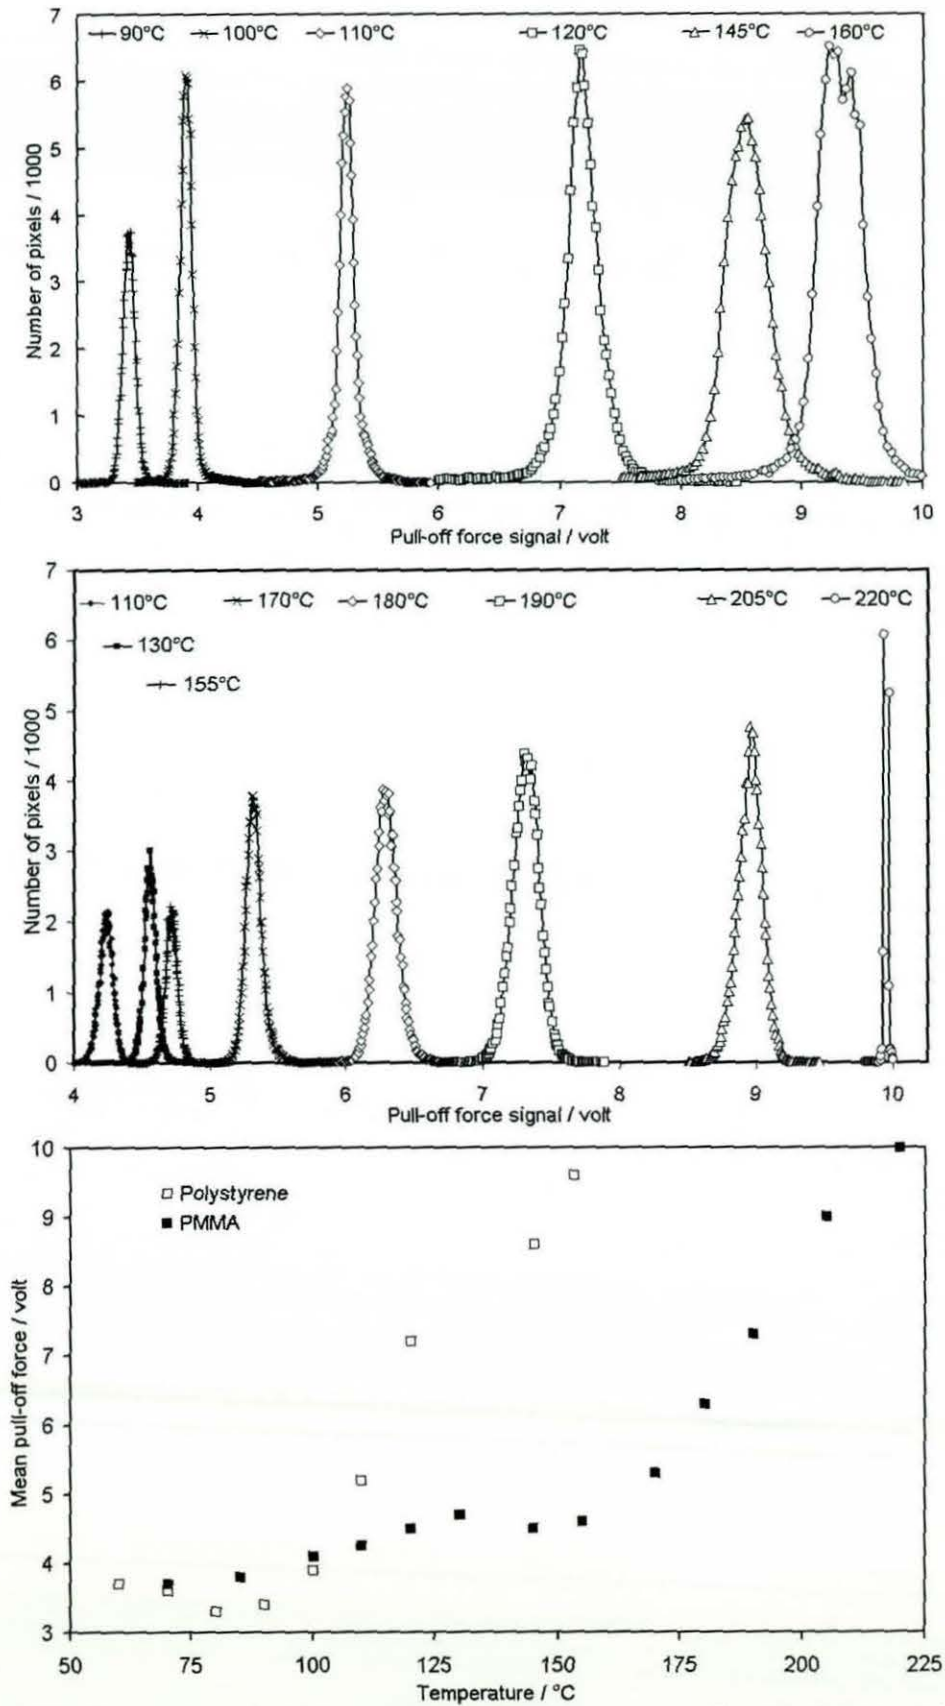 7
90°C 100°C 110°C 120°C 145°C 160°C
6
5
4
3
2
1
0
Number of pixels / 1000
3 4 5 6 7 8 9 10
Pull-off force signal / volt
7
110°C 170°C 180°C 190°C 205°C 220°C
130°C
155°C
6
5
4
3
2
1
0
Number of pixels / 1000
4 5 6 7 8 9 10
Pull-off force signal / volt
10
Polystyrene
PMMA
9
8
7
6
5
4
3
Mean pull-off force / volt
50 75 100 125 150 175 200 225
Temperature / °C